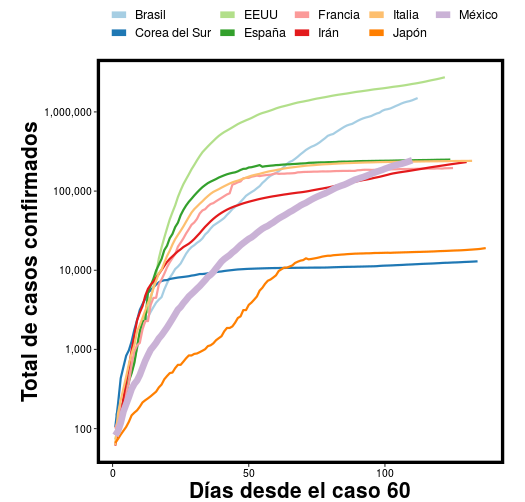 Brasil EEUU Francia Italia México
Corea del Sur España Irán Japón
Total de casos confirmados
1,000,000
100,000
10,000
1,000
100
0 50 100
Días desde el caso 60